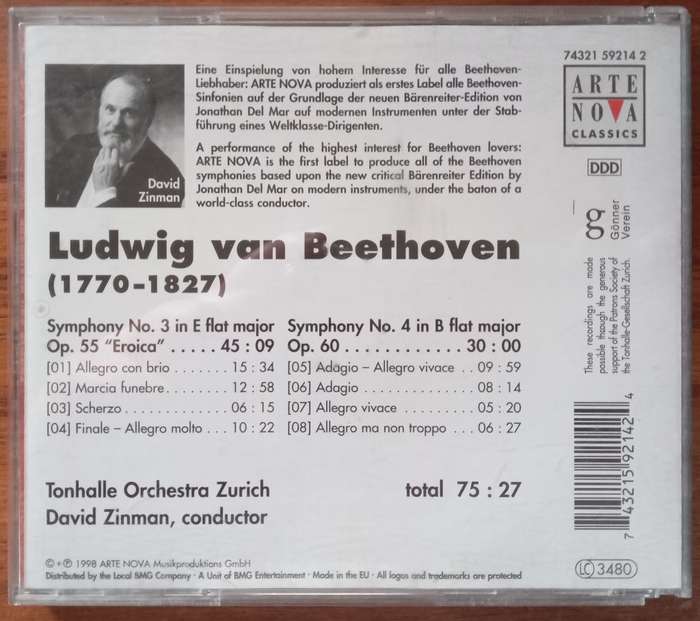 74321 59214 2
Eine Einspielung von hohem Interesse für alle Beethoven-
Liebhaber: ARTE NOVA produziert als erstes Label alle Beethoven-
Sinfonien auf der Grundlage der neuen Bärenreiter-Edition von
Jonathan Del Mar auf modernen Instrumenten unter der Stab-
führung eines Weltklasse-Dirigenten.
A performance of the highest interest for Beethoven lovers:
ARTE NOVA is the first label to produce all of the Beethoven
symphonies based upon the new critical Bärenreiter Edition by
Jonathan Del Mar on modern instruments, under the baton of a
world-class conductor.
David
Zinman
ARTE
NOVA
CLASSICS
DDD
g
Gönner
Verein
These recordings are made
possible through the generous
support of the Patrons Society of
the Tonhalle-Gesellschaft Zurich.
Ludwig van Beethoven
(1770-1827)
Symphony No. 3 in E flat major
Op. 55 "Eroica" ..... 45 : 09
[01] Allegro con brio ....... 15 : 34
[02] Marcia funebre ........ 12 : 58
[03] Scherzo .............. 06 : 15
[04] Finale – Allegro molto .. 10 : 22
Symphony No. 4 in B flat major
Op. 60 ............. 30 : 00
[05] Adagio – Allegro vivace .. 09 : 59
[06] Adagio ............... 08 : 14
[07] Allegro vivace ......... 05 : 20
[08] Allegro ma non troppo ... 06 : 27
Tonhalle Orchestra Zurich
David Zinman, conductor
total 75 : 27
7 43215 92142 4
© + ℗ 1998 ARTE NOVA Musikproduktions GmbH
Distributed by the Local BMG Company · A Unit of BMG Entertainment · Made in the EU · All logos and trademarks are protected
LC 3480